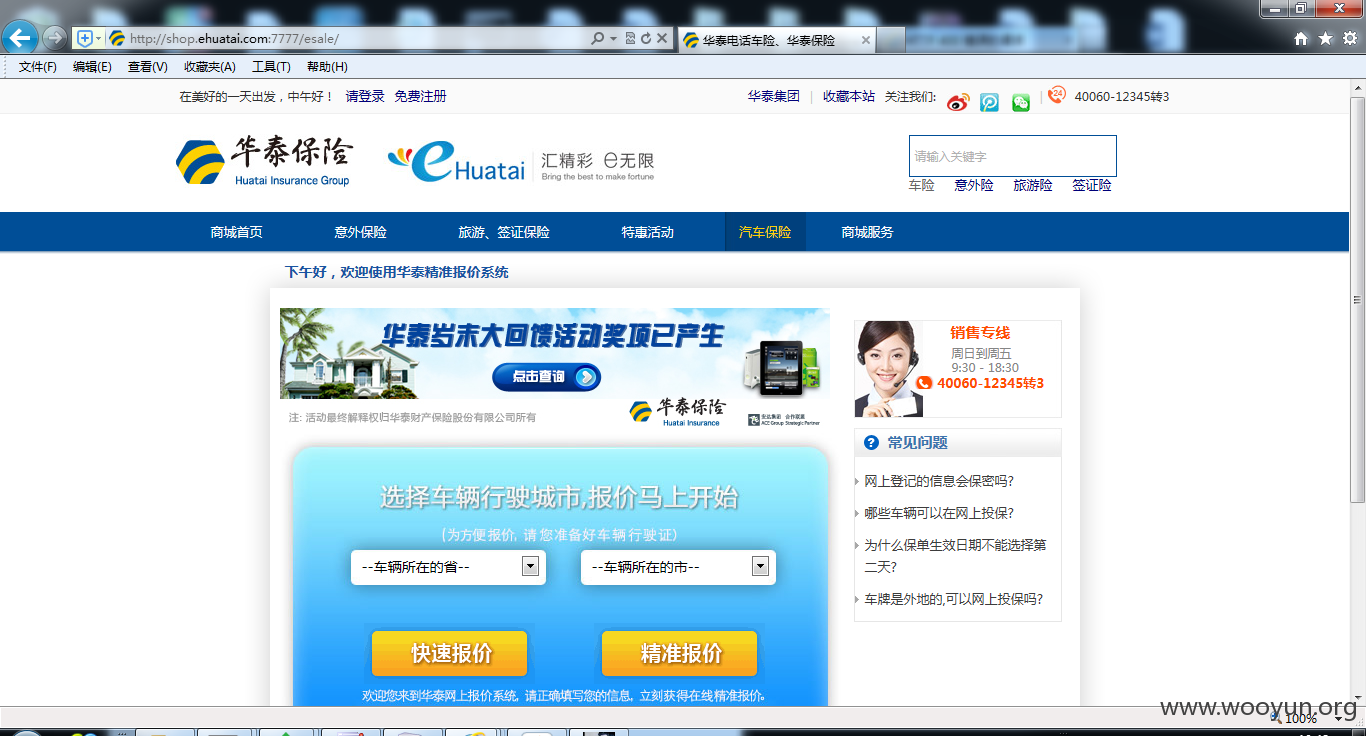 http://shop.ehuatai.com:7777/esale/
华泰电话车险、华泰保险
文件(F) 编辑(E) 查看(V) 收藏夹(A) 工具(T) 帮助(H)
在美好的一天出发，中午好！ 请登录 免费注册
华泰集团 | 收藏本站 关注我们: | 24 40060-12345转3
华泰保险
Huatai Insurance Group
eHuatai
汇精彩 e无限
Bring the best to make fortune
请输入关键字
车险 意外险 旅游险 签证险
商城首页 意外保险 旅游、签证保险 特惠活动 汽车保险 商城服务
下午好，欢迎使用华泰精准报价系统
华泰岁末大回馈活动奖项已产生
点击查询
注: 活动最终解释权归华泰财产保险股份有限公司所有
华泰保险
Huatai Insurance
ACE Group Strategic Partner
销售专线
周日到周五
9:30 - 18:30
40060-12345转3
常见问题
网上登记的信息会保密吗?
哪些车辆可以在网上投保?
为什么保单生效日期不能选择第
二天?
车牌是外地的,可以网上投保吗?
选择车辆行驶城市,报价马上开始
(为方便报价, 请您准备好车辆行驶证)
--车辆所在的省--
--车辆所在的市--
快速报价
精准报价
欢迎您来到华泰网上报价系统, 请正确填写您的信息, 立刻获得在线精准报价。
www.wooyun.org
100%